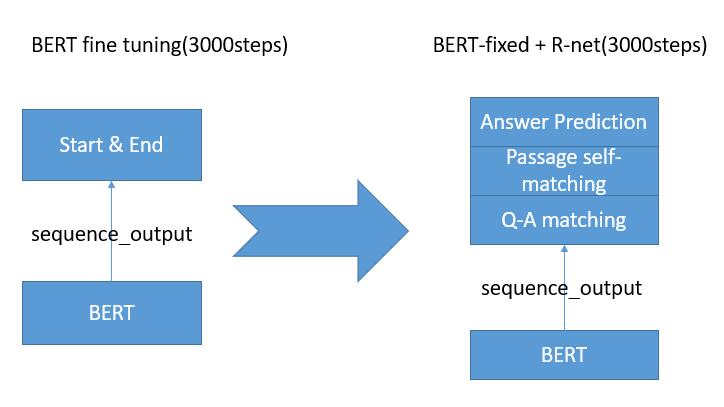 BERT fine tuning(3000steps)
BERT-fixed + R-net(3000steps)
Start & End
sequence_output
BERT
Answer Prediction
Passage self-
matching
Q-A matching
sequence_output
BERT